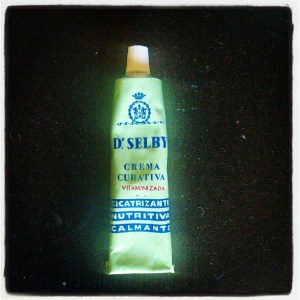 Dr. SELBY
CREMA
CURATIVA
VITAMINIZADA
CICATRIZANTE
NUTRITIVA
CALMANTE